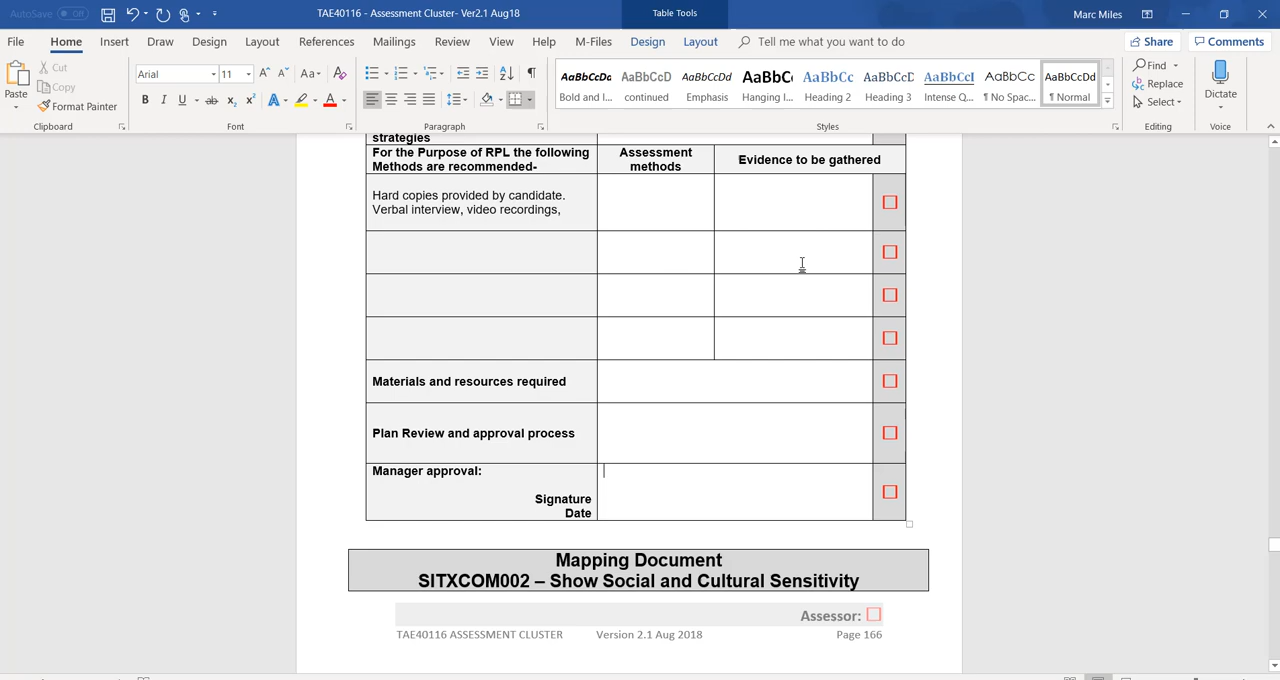 AutoSave Off
TAE40116 - Assessment Cluster- Ver2.1 Aug18
Table Tools
Marc Miles
File Home Insert Draw Design Layout References Mailings Review View Help M-Files Design Layout Tell me what you want to do Share Comments
Paste
Cut
Copy
Format Painter
Clipboard
Arial 11
Font
Paragraph
AaBbCcDc AaBbCcD AaBbCcDd AaBbCc AaBbCc AaBbCcD AaBbCcI AaBbCc AaBbCcDd
Bold and I... continued Emphasis Hanging I... Heading 2 Heading 3 Intense Q... ¶ No Spac... ¶ Normal
Styles
Find
Replace
Select
Editing
Dictate
Voice
strategies
For the Purpose of RPL the following
Methods are recommended-
Assessment
methods
Evidence to be gathered
Hard copies provided by candidate.
Verbal interview, video recordings,
Materials and resources required
Plan Review and approval process
Manager approval:
Signature
Date
Mapping Document
SITXCOM002 – Show Social and Cultural Sensitivity
Assessor:
TAE40116 ASSESSMENT CLUSTER Version 2.1 Aug 2018 Page 166